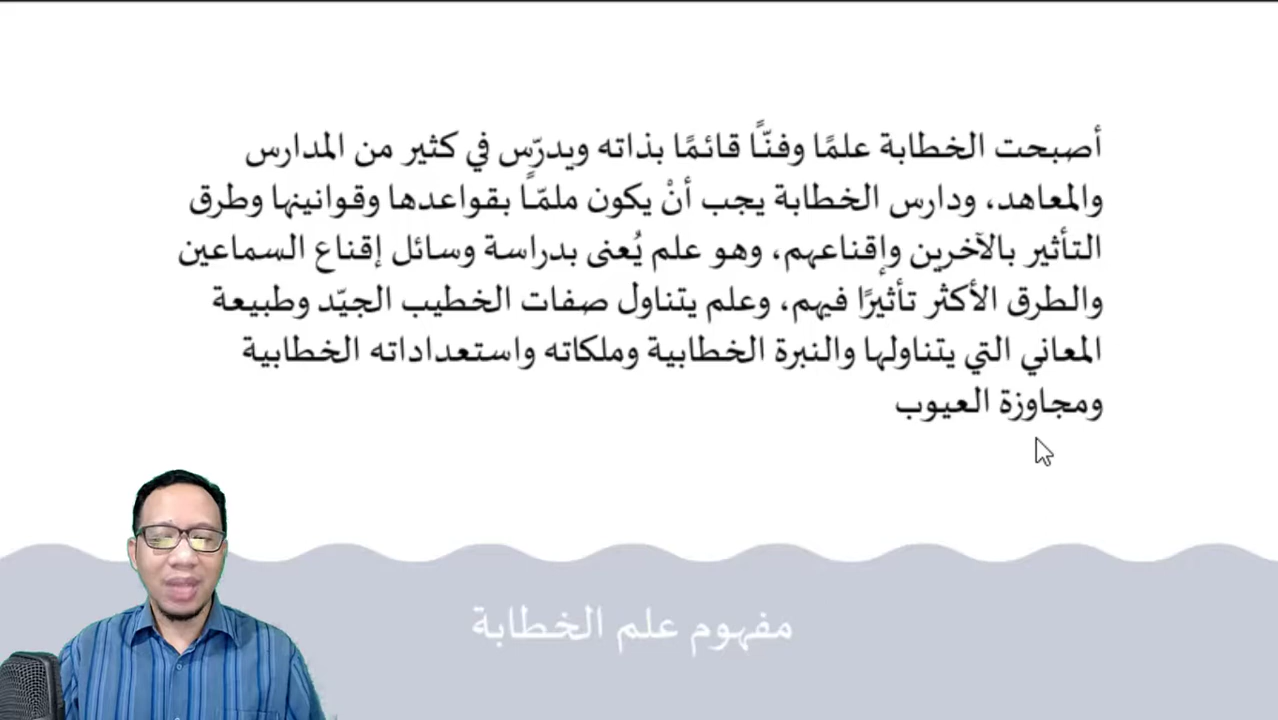 أصبحت الخطابة علمًا وفنّاً قائمًا بذاته ويدرّس في كثير من المدارس
والمعاهد، ودارس الخطابة يجب أنْ يكون ملمّاً بقواعدها وقوانينها وطرق
التأثير بالآخرين وإقناعهم، وهو علم يُعنى بدراسة وسائل إقناع السماعين
والطرق الأكثر تأثيرًا فيهم، وعلم يتناول صفات الخطيب الجيّد وطبيعة
المعاني التي يتناولها والنبرة الخطابية وملكاته واستعداداته الخطابية
ومجاوزة العيوب
مفهوم علم الخطابة